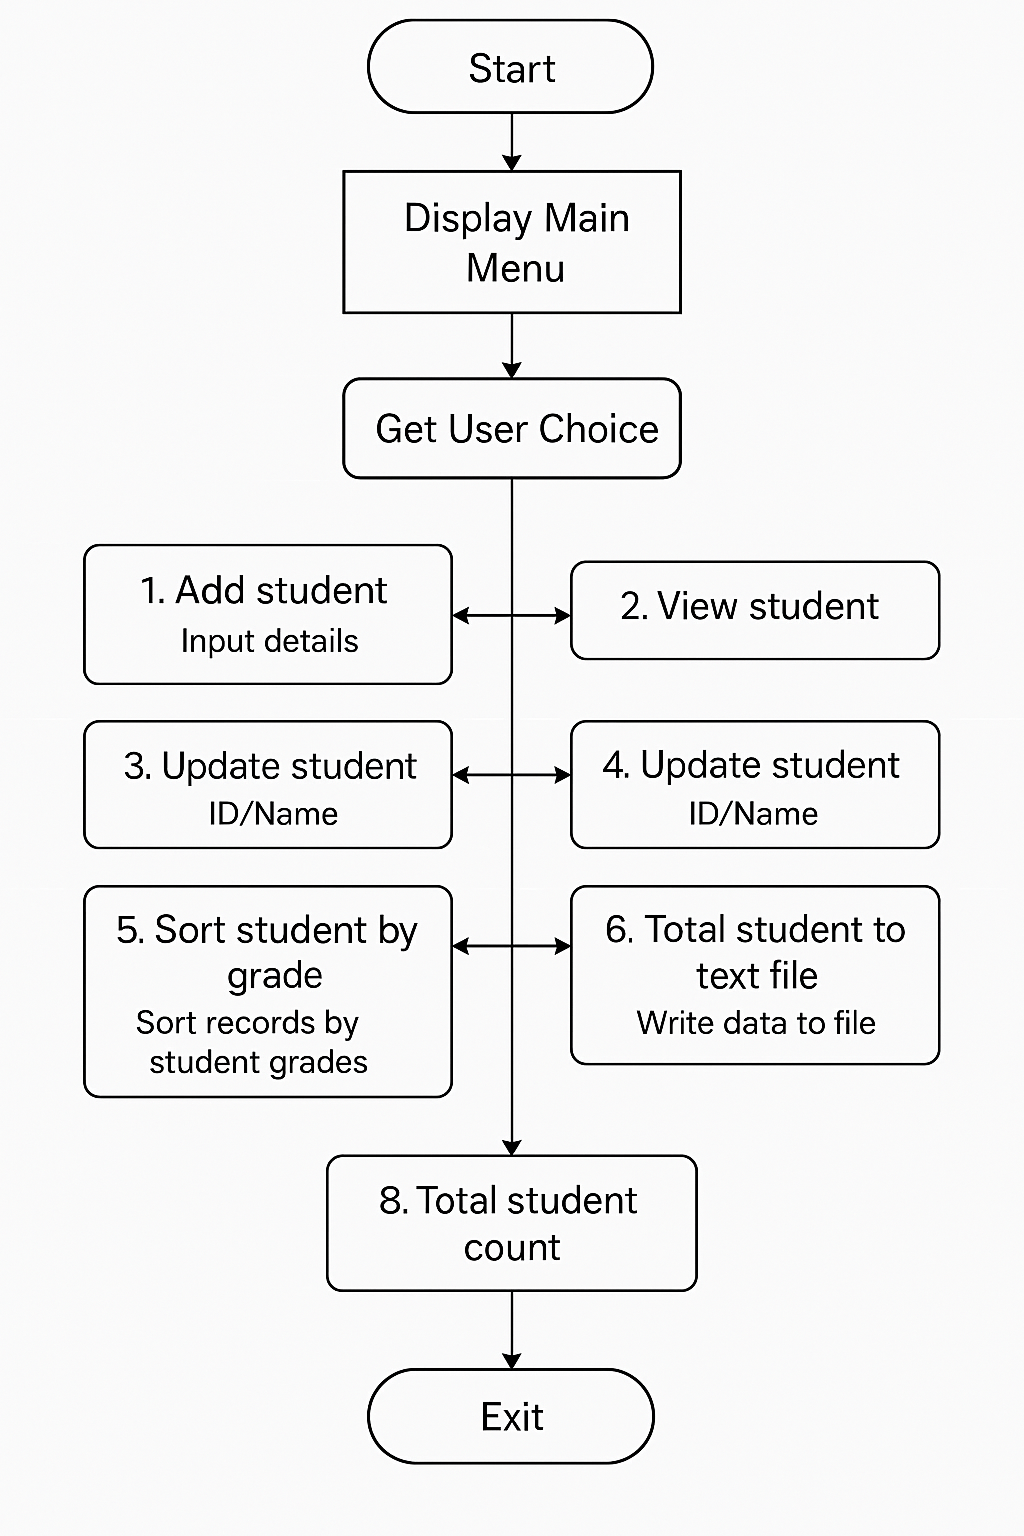 Start
Display Main
Menu
Get User Choice
1. Add student
Input details
2. View student
3. Update student
ID/Name
4. Update student
ID/Name
5. Sort student by
grade
Sort records by
student grades
6. Total student to
text file
Write data to file
8. Total student
count
Exit